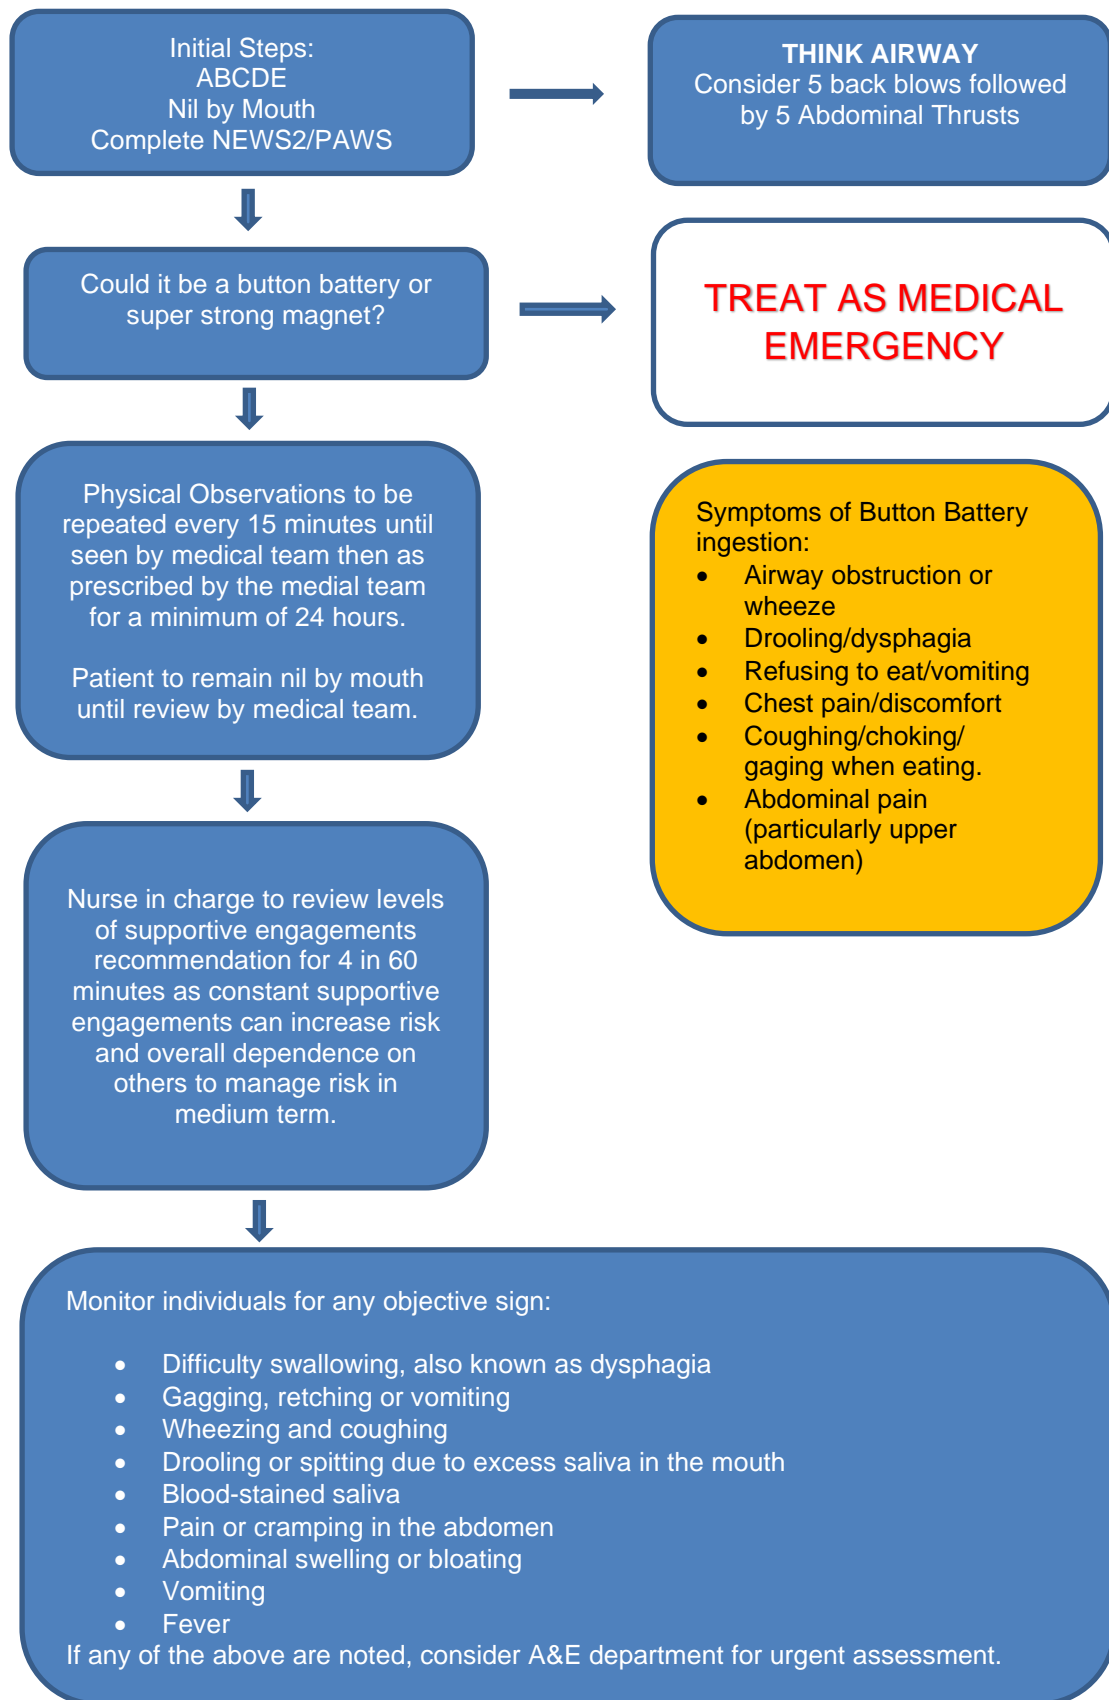 Initial Steps:
ABCDE
Nil by Mouth
Complete NEWS2/PAWS
THINK AIRWAY
Consider 5 back blows followed
by 5 Abdominal Thrusts
Could it be a button battery or
super strong magnet?
TREAT AS MEDICAL
EMERGENCY
Physical Observations to be
repeated every 15 minutes until
seen by medical team then as
prescribed by the medial team
for a minimum of 24 hours.
Patient to remain nil by mouth
until review by medical team.
Symptoms of Button Battery
ingestion:
• Airway obstruction or
wheeze
• Drooling/dysphagia
• Refusing to eat/vomiting
• Chest pain/discomfort
• Coughing/choking/
gaging when eating.
• Abdominal pain
(particularly upper
abdomen)
Nurse in charge to review levels
of supportive engagements
recommendation for 4 in 60
minutes as constant supportive
engagements can increase risk
and overall dependence on
others to manage risk in
medium term.
Monitor individuals for any objective sign:
• Difficulty swallowing, also known as dysphagia
• Gagging, retching or vomiting
• Wheezing and coughing
• Drooling or spitting due to excess saliva in the mouth
• Blood-stained saliva
• Pain or cramping in the abdomen
• Abdominal swelling or bloating
• Vomiting
• Fever
If any of the above are noted, consider A&E department for urgent assessment.